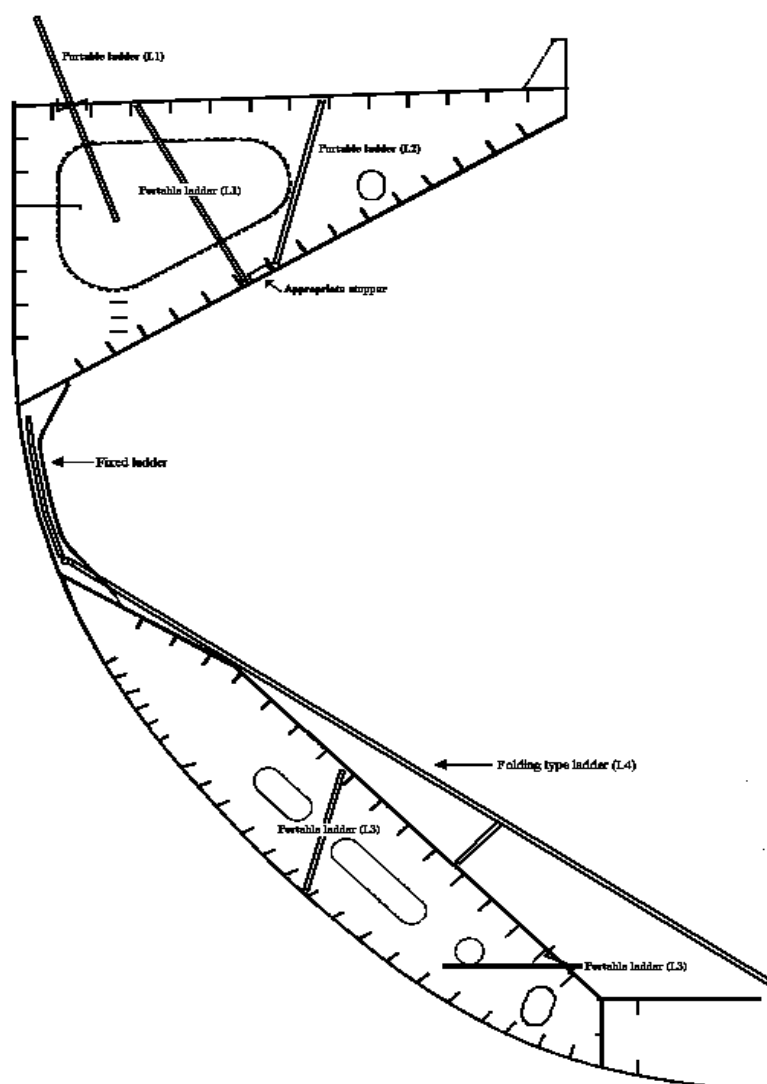 Portable ladder (L1)
Portable ladder (L2)
Portable ladder (L1)
Appropriate stopper
Fixed ladder
Folding type ladder (L4)
Portable ladder (L3)
Portable ladder (L3)